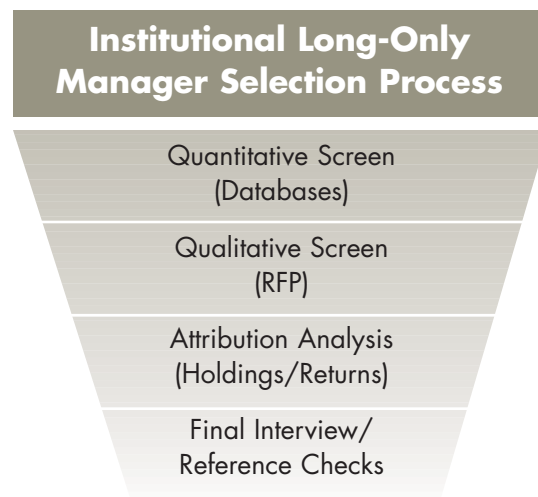 Institutional Long-Only
Manager Selection Process
Quantitative Screen
(Databases)
Qualitative Screen
(RFP)
Attribution Analysis
(Holdings/Returns)
Final Interview/
Reference Checks